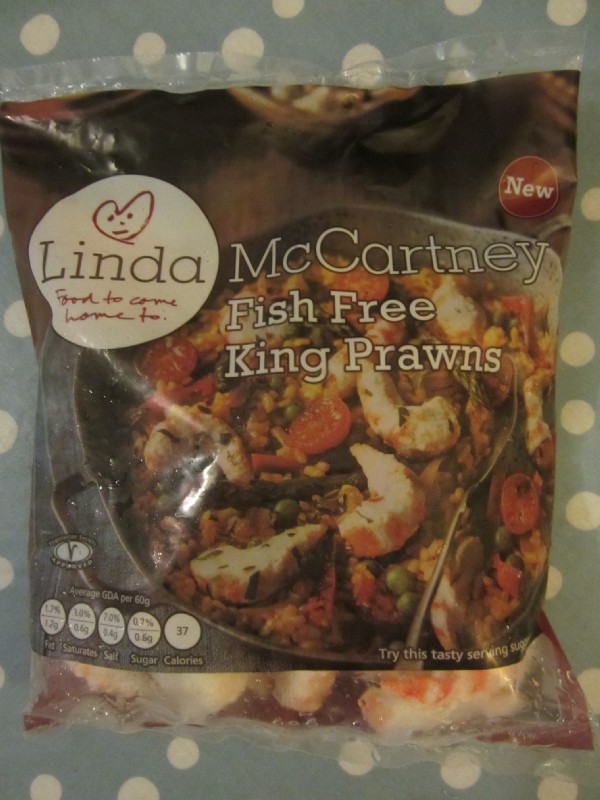 New
Linda McCartney
Food to come
home to.
Fish Free
King Prawns
APPROVED
Average GDA per 60g
1.7% 1.0% 7.0% 0.7%
1.2g 0.6g 0.4g 0.6g 37
Fat Saturates Salt Sugar Calories
Try this tasty serving